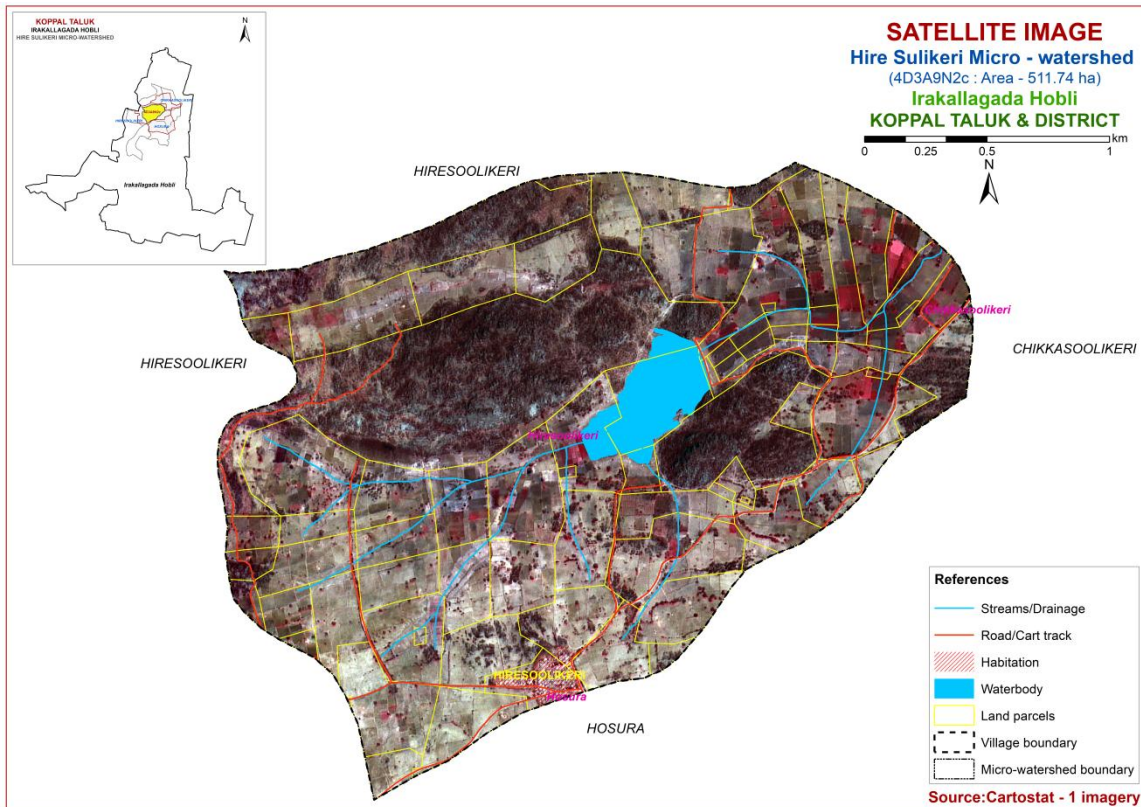 KOPPAL TALUK
IRAKALLAGADA HOBLI
HIRE SULIKERI MICRO-WATERSHED
N
HOSURA
Irakallagada Hobli
SATELLITE IMAGE
Hire Sulikeri Micro - watershed
(4D3A9N2c : Area - 511.74 ha)
Irakallagada Hobli
KOPPAL TALUK & DISTRICT
km
0 0.25 0.5 1
N
HIRESOOLIKERI
HIRESOOLIKERI
CHIKKASOOLIKERI
HIRESOOLIKERI
Hosura
HOSURA
References
Streams/Drainage
Road/Cart track
Habitation
Waterbody
Land parcels
Village boundary
Micro-watershed boundary
Source:Cartostat - 1 imagery